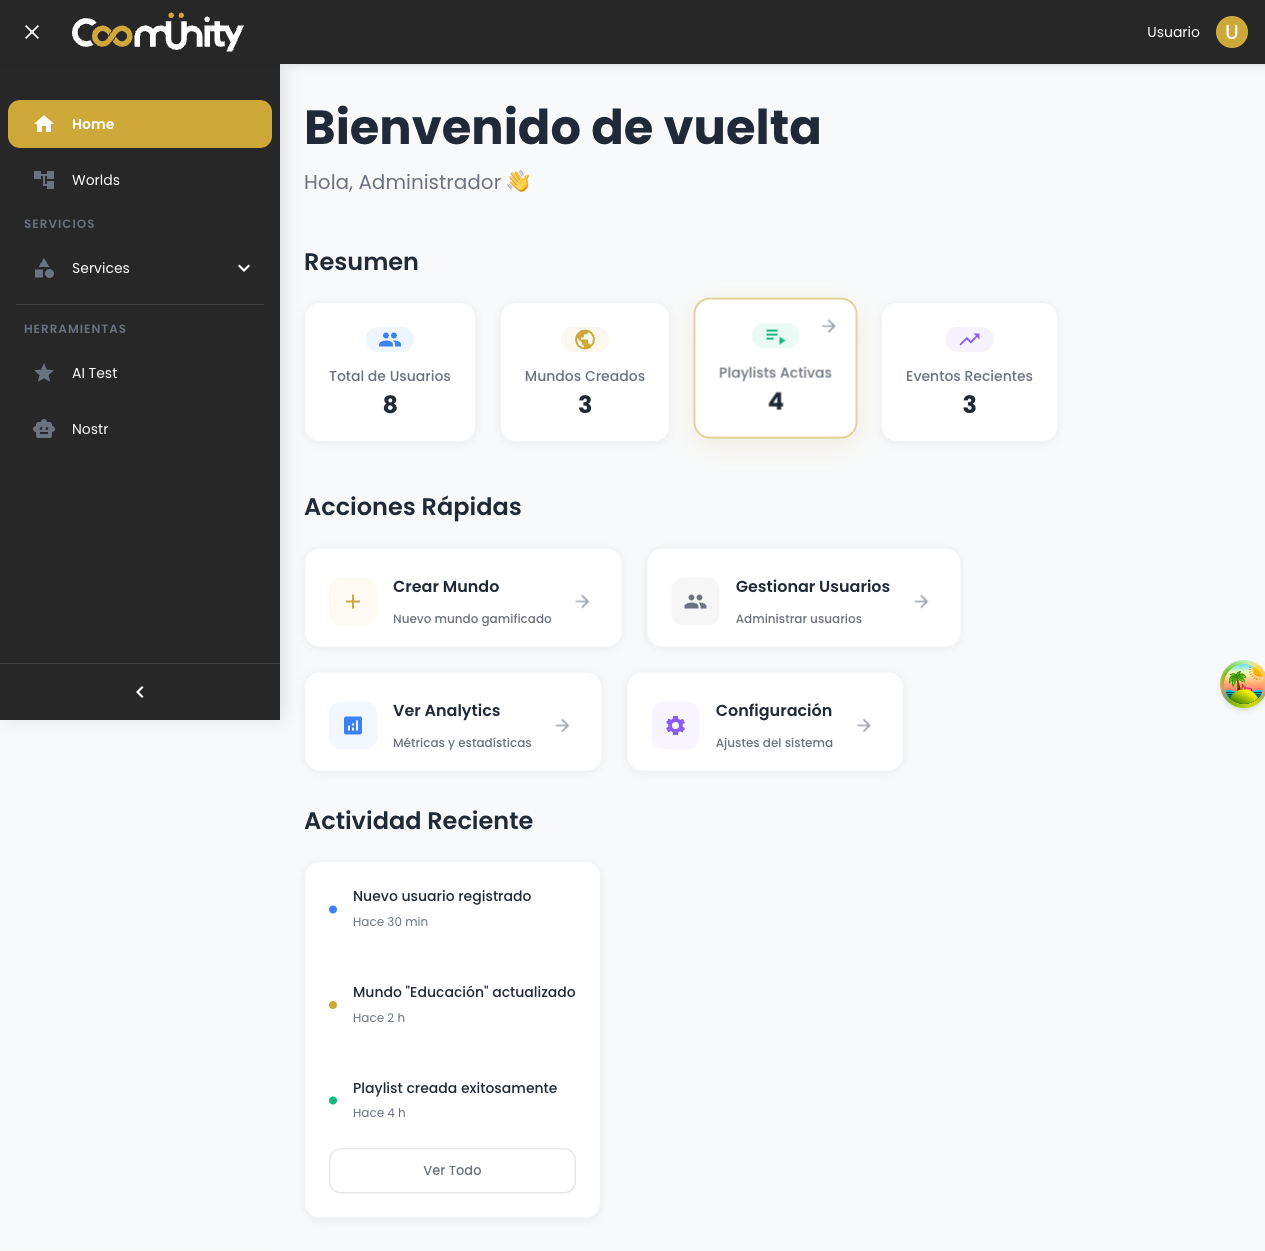 Coomünity
Usuario
U
Home
Worlds
SERVICIOS
Services
HERRAMIENTAS
AI Test
Nostr
Bienvenido de vuelta
Hola, Administrador 👋
Resumen
Total de Usuarios
8
Mundos Creados
3
Playlists Activas
4
Eventos Recientes
3
Acciones Rápidas
Crear Mundo
Nuevo mundo gamificado
Gestionar Usuarios
Administrar usuarios
Ver Analytics
Métricas y estadísticas
Configuración
Ajustes del sistema
Actividad Reciente
Nuevo usuario registrado
Hace 30 min
Mundo "Educación" actualizado
Hace 2 h
Playlist creada exitosamente
Hace 4 h
Ver Todo